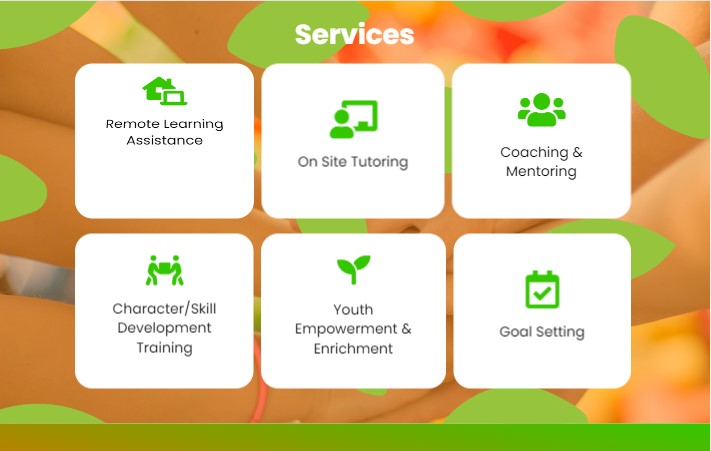 Services
Remote Learning
Assistance
On Site Tutoring
Coaching &
Mentoring
Character/Skill
Development
Training
Youth
Empowerment &
Enrichment
Goal Setting